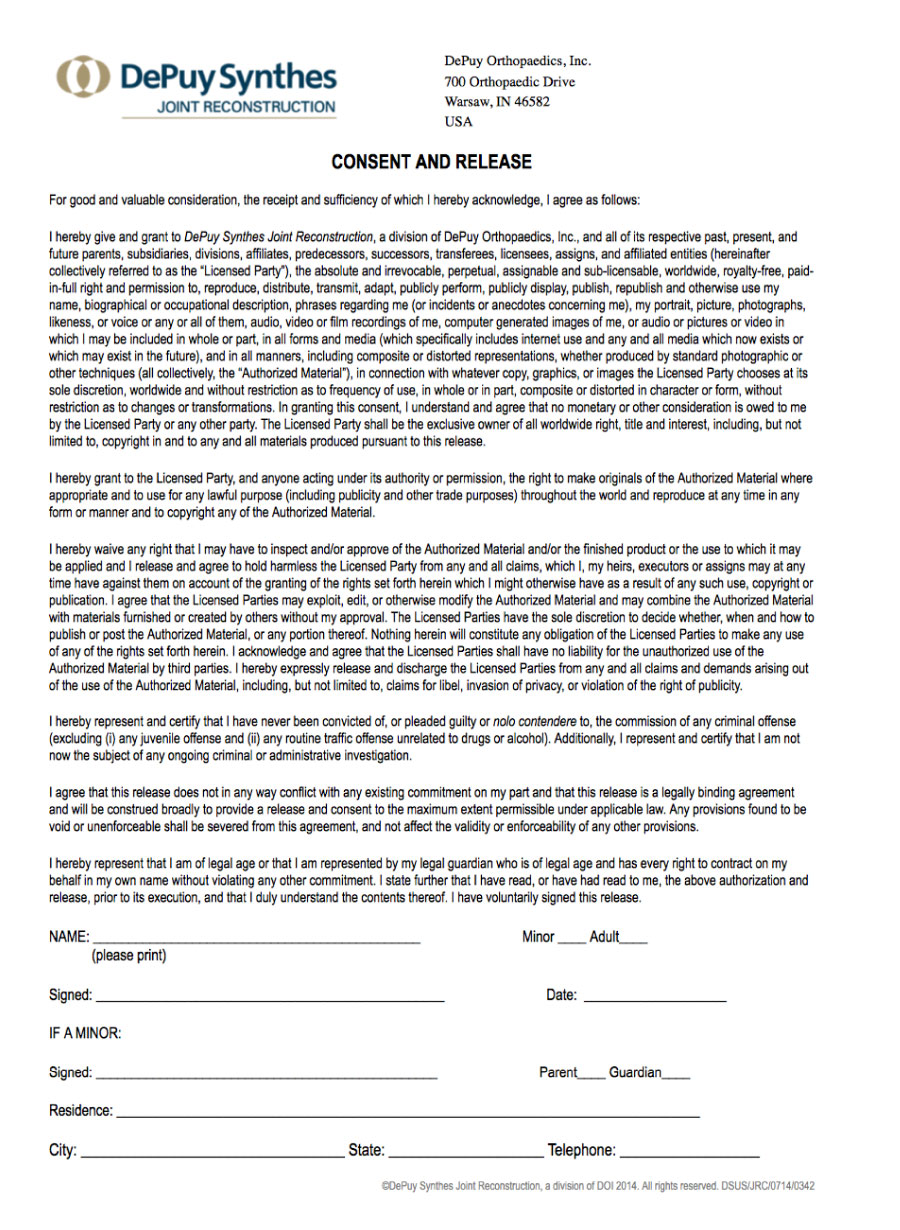 DePuy Synthes
JOINT RECONSTRUCTION
DePuy Orthopaedics, Inc.
700 Orthopaedic Drive
Warsaw, IN 46582
USA
CONSENT AND RELEASE
For good and valuable consideration, the receipt and sufficiency of which I hereby acknowledge, I agree as follows:
I hereby give and grant to DePuy Synthes Joint Reconstruction, a division of DePuy Orthopaedics, Inc., and all of its respective past, present, and
future parents, subsidiaries, divisions, affiliates, predecessors, successors, transferees, licensees, assigns, and affiliated entities (hereinafter
collectively referred to as the “Licensed Party”), the absolute and irrevocable, perpetual, assignable and sub-licensable, worldwide, royalty-free, paid-
in-full right and permission to, reproduce, distribute, transmit, adapt, publicly perform, publicly display, publish, republish and otherwise use my
name, biographical or occupational description, phrases regarding me (or incidents or anecdotes concerning me), my portrait, picture, photographs,
likeness, or voice or any or all of them, audio, video or film recordings of me, computer generated images of me, or audio or pictures or video in
which I may be included in whole or part, in all forms and media (which specifically includes internet use and any and all media which now exists or
which may exist in the future), and in all manners, including composite or distorted representations, whether produced by standard photographic or
other techniques (all collectively, the “Authorized Material”), in connection with whatever copy, graphics, or images the Licensed Party chooses at its
sole discretion, worldwide and without restriction as to frequency of use, in whole or in part, composite or distorted in character or form, without
restriction as to changes or transformations. In granting this consent, I understand and agree that no monetary or other consideration is owed to me
by the Licensed Party or any other party. The Licensed Party shall be the exclusive owner of all worldwide right, title and interest, including, but not
limited to, copyright in and to any and all materials produced pursuant to this release.
I hereby grant to the Licensed Party, and anyone acting under its authority or permission, the right to make originals of the Authorized Material where
appropriate and to use for any lawful purpose (including publicity and other trade purposes) throughout the world and reproduce at any time in any
form or manner and to copyright any of the Authorized Material.
I hereby waive any right that I may have to inspect and/or approve of the Authorized Material and/or the finished product or the use to which it may
be applied and I release and agree to hold harmless the Licensed Party from any and all claims, which I, my heirs, executors or assigns may at any
time have against them on account of the granting of the rights set forth herein which I might otherwise have as a result of any such use, copyright or
publication. I agree that the Licensed Parties may exploit, edit, or otherwise modify the Authorized Material and may combine the Authorized Material
with materials furnished or created by others without my approval. The Licensed Parties have the sole discretion to decide whether, when and how to
publish or post the Authorized Material, or any portion thereof. Nothing herein will constitute any obligation of the Licensed Parties to make any use
of any of the rights set forth herein. I acknowledge and agree that the Licensed Parties shall have no liability for the unauthorized use of the
Authorized Material by third parties. I hereby expressly release and discharge the Licensed Parties from any and all claims and demands arising out
of the use of the Authorized Material, including, but not limited to, claims for libel, invasion of privacy, or violation of the right of publicity.
I hereby represent and certify that I have never been convicted of, or pleaded guilty or nolo contendere to, the commission of any criminal offense
(excluding (i) any juvenile offense and (ii) any routine traffic offense unrelated to drugs or alcohol). Additionally, I represent and certify that I am not
now the subject of any ongoing criminal or administrative investigation.
I agree that this release does not in any way conflict with any existing commitment on my part and that this release is a legally binding agreement
and will be construed broadly to provide a release and consent to the maximum extent permissible under applicable law. Any provisions found to be
void or unenforceable shall be severed from this agreement, and not affect the validity or enforceability of any other provisions.
I hereby represent that I am of legal age or that I am represented by my legal guardian who is of legal age and has every right to contract on my
behalf in my own name without violating any other commitment. I state further that I have read, or have had read to me, the above authorization and
release, prior to its execution, and that I duly understand the contents thereof. I have voluntarily signed this release.
NAME: ____ Minor ____ Adult____
(please print)
Signed: ____ Date: ____
IF A MINOR:
Signed: ____ Parent____ Guardian____
Residence: ____
City: ____ State: ____ Telephone: ____
©DePuy Synthes Joint Reconstruction, a division of DOI 2014. All rights reserved. DSUS/JRC/0714/0342